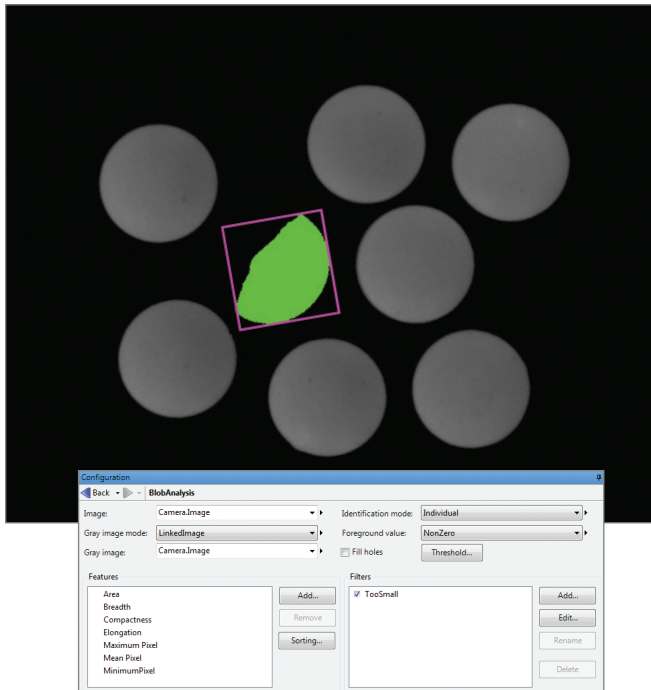 Configuration
Back BlobAnalysis
Image: Camera.Image Identification mode: Individual
Gray image mode: LinkedImage Foreground value: NonZero
Gray image: Camera.Image Fill holes Threshold...
Features Filters
Area Add... TooSmall Add...
Breadth
Compactness Remove Edit...
Elongation
Maximum Pixel Sorting... Rename
Mean Pixel
MinimumPixel Delete